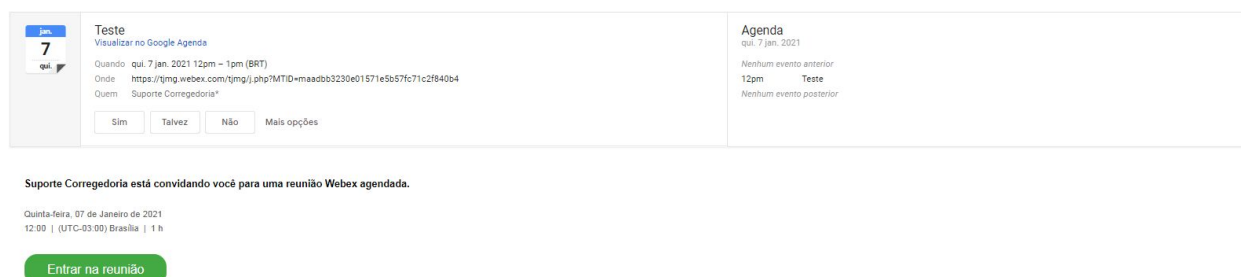 jan.
7
qui.
Teste
Visualizar no Google Agenda
Quando qui. 7 jan. 2021 12pm – 1pm (BRT)
Onde https://tjmg.webex.com/tjmg/j.php?MTID=maadbb3230e01571e5b57fc71c2f840b4
Quem Suporte Corregedoria*
Sim Talvez Não Mais opções
Agenda
qui. 7 jan. 2021
Nenhum evento anterior
12pm Teste
Nenhum evento posterior
Suporte Corregedoria está convidando você para uma reunião Webex agendada.
Quinta-feira, 07 de Janeiro de 2021
12:00 | (UTC-03:00) Brasília | 1 h
Entrar na reunião